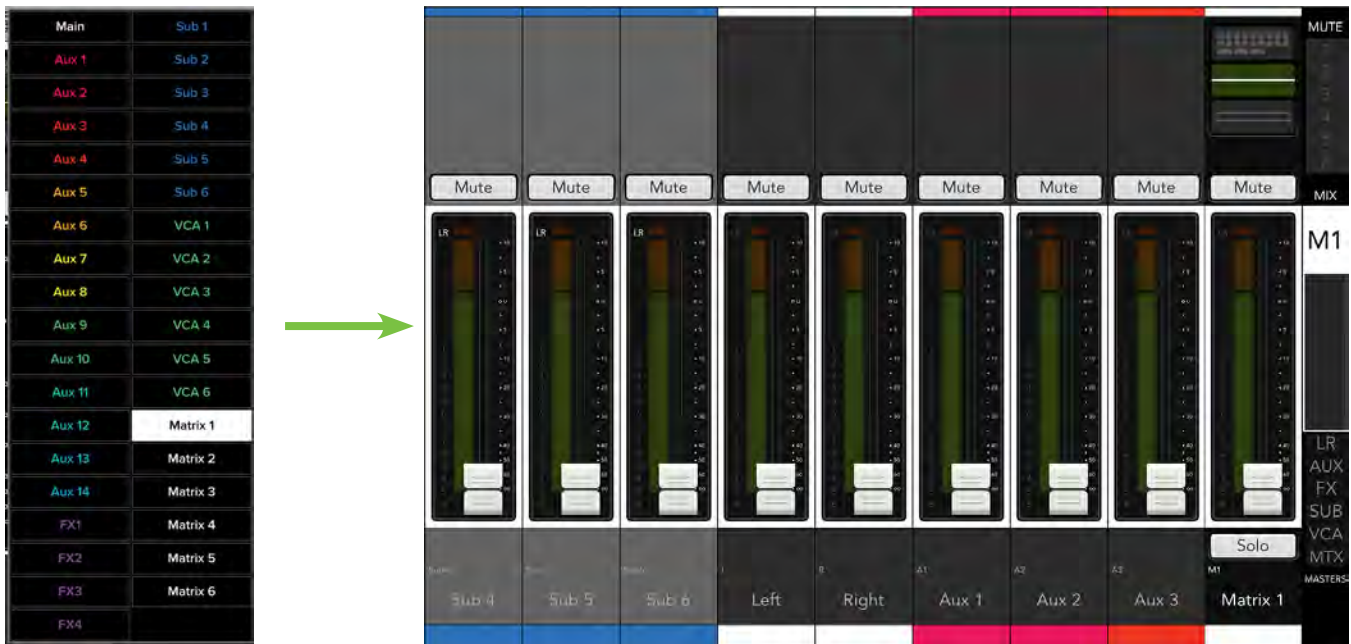 Main Sub 1
Aux 1 Sub 2
Aux 2 Sub 3
Aux 3 Sub 4
Aux 4 Sub 5
Aux 5 Sub 6
Aux 6 VCA 1
Aux 7 VCA 2
Aux 8 VCA 3
Aux 9 VCA 4
Aux 10 VCA 5
Aux 11 VCA 6
Aux 12 Matrix 1
Aux 13 Matrix 2
Aux 14 Matrix 3
FX1 Matrix 4
FX2 Matrix 5
FX3 Matrix 6
FX4
MUTE
Mute Mute Mute Mute Mute Mute Mute Mute Mute
MIX
LR LR LR
M1
LR
AUX
FX
SUB
VCA
MTX
MASTERS
Solo
L R A1 A2 A3 M1
Sub 4 Sub 5 Sub 6 Left Right Aux 1 Aux 2 Aux 3 Matrix 1